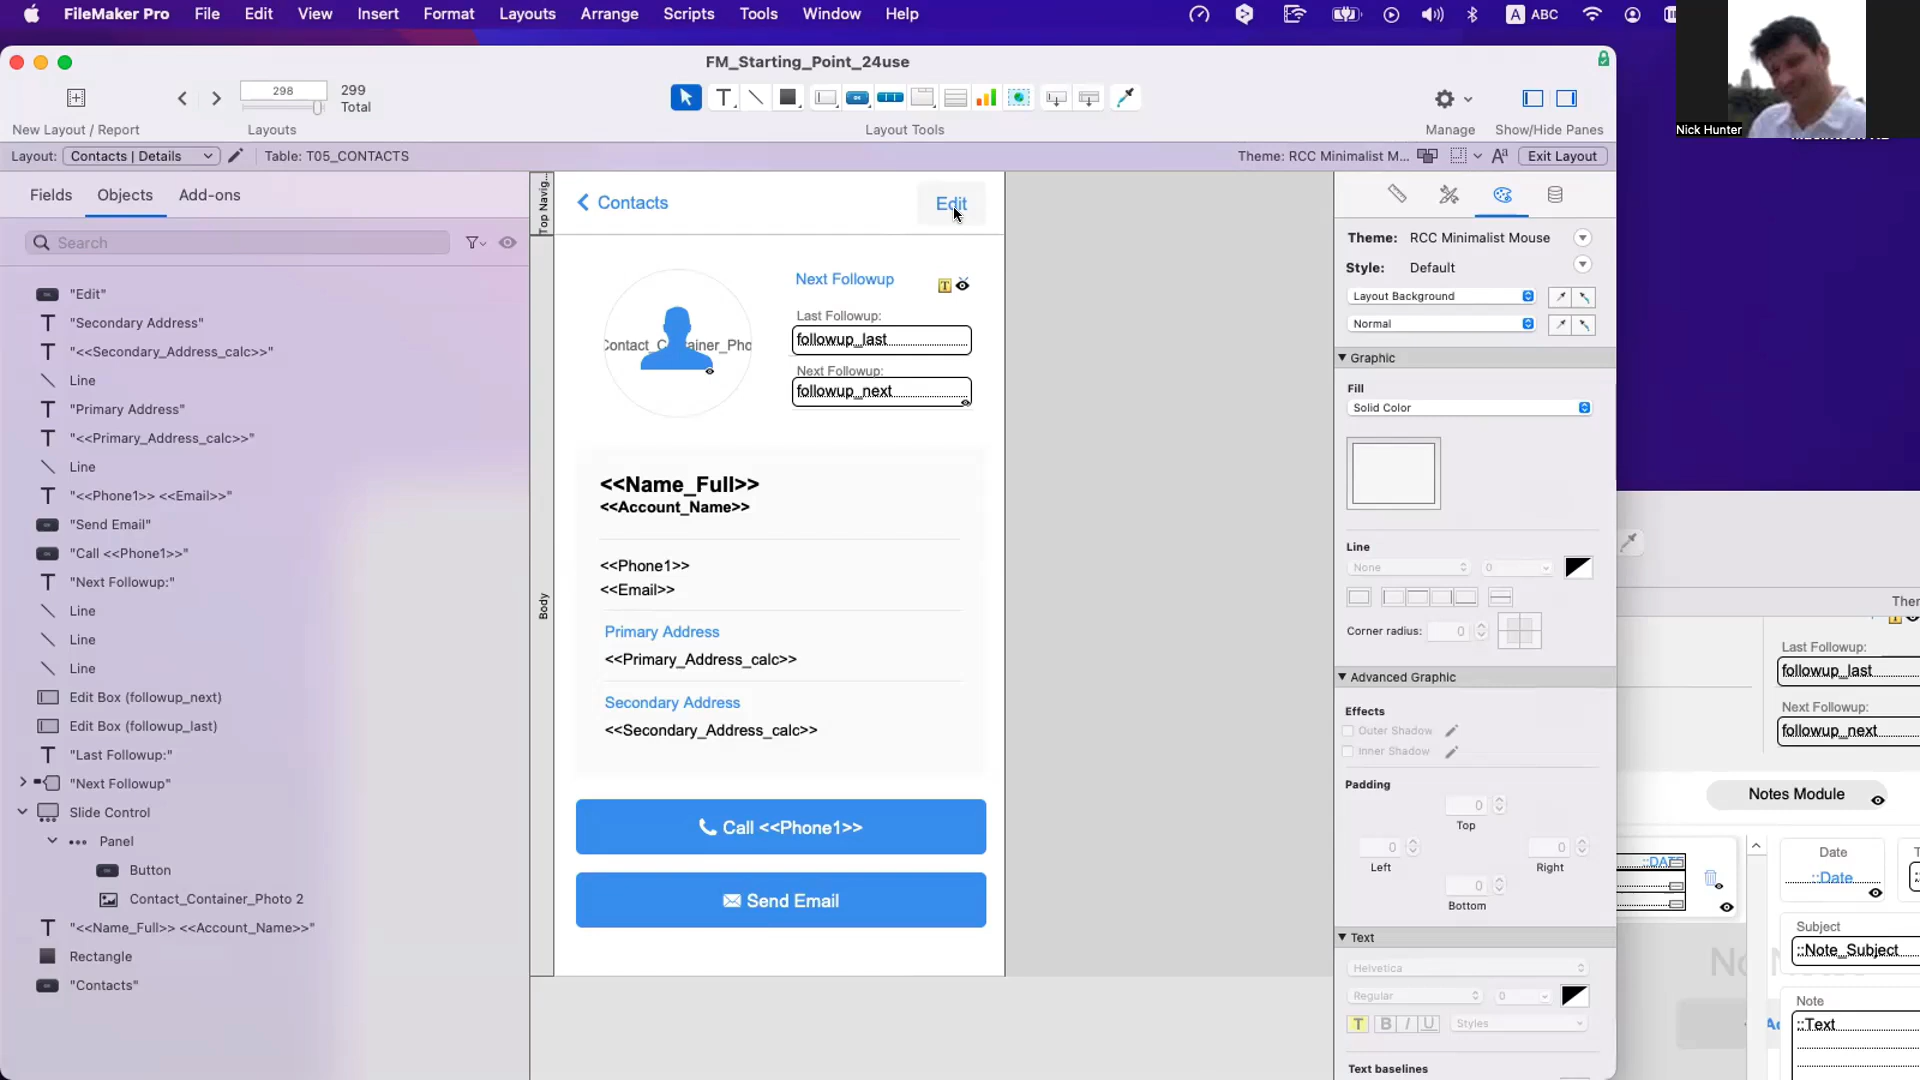 FileMaker Pro File Edit View Insert Format Layouts Arrange Scripts Tools Window Help A ABC
FM_Starting_Point_24use
Nick Hunter
298
299
Total
New Layout / Report
Layouts
Layout Tools
Manage
Show/Hide Panes
Layout: Contacts | Details
Table: T05_CONTACTS
Theme: RCC Minimalist M...
Exit Layout
Fields Objects Add-ons
Search
"Edit"
"Secondary Address"
"<<Secondary_Address_calc>>"
Line
"Primary Address"
"<<Primary_Address_calc>>"
Line
"<<Phone1>> <<Email>>"
"Send Email"
"Call <<Phone1>>"
"Next Followup:"
Line
Line
Line
Edit Box (followup_next)
Edit Box (followup_last)
"Last Followup:"
"Next Followup"
Slide Control
Panel
Button
Contact_Container_Photo 2
"<<Name_Full>> <<Account_Name>>"
Rectangle
"Contacts"
Top Navig...
Body
Contacts
Edit
Next Followup
Last Followup:
followup_last
Next Followup:
followup_next
<<Name_Full>>
<<Account_Name>>
<<Phone1>>
<<Email>>
Primary Address
<<Primary_Address_calc>>
Secondary Address
<<Secondary_Address_calc>>
Call <<Phone1>>
Send Email
Theme: RCC Minimalist Mouse
Style: Default
Layout Background
Normal
Graphic
Fill
Solid Color
Line
None
0
Corner radius: 0
Advanced Graphic
Effects
Outer Shadow
Inner Shadow
Padding
0
Top
0
Left
0
Right
0
Bottom
Text
Helvetica
Regular
0
T B I U Styles
Text baselines
Last Followup:
followup_last
Next Followup:
followup_next
Notes Module
Date
::Date
Subject
::Note_Subject
Note
::Text